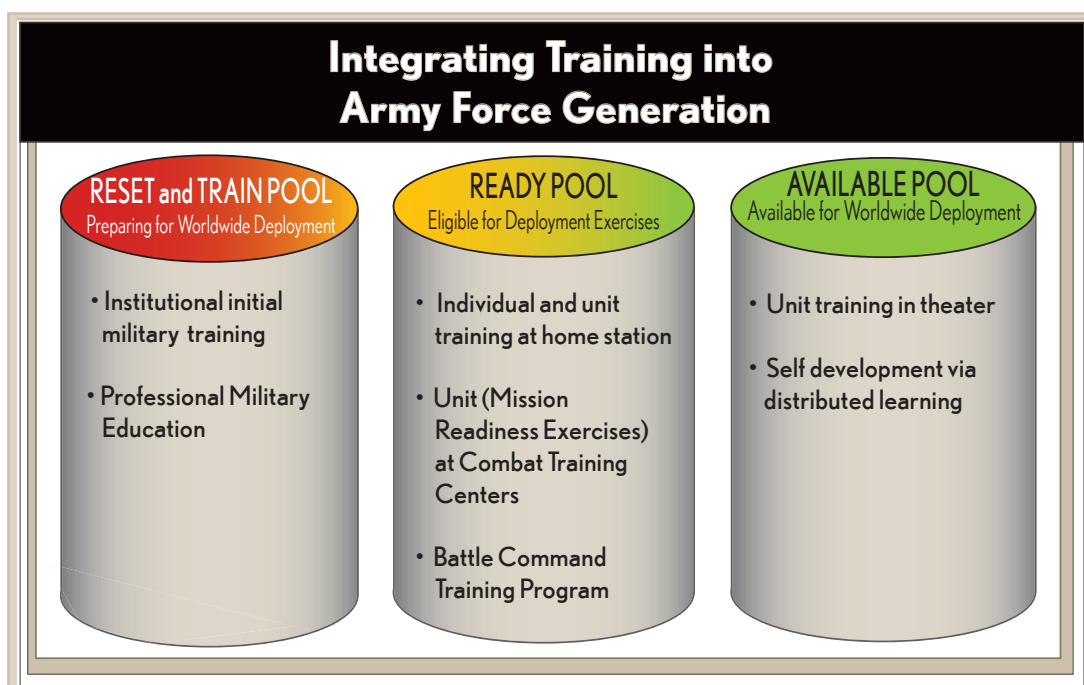 Integrating Training into
Army Force Generation
RESET and TRAIN POOL
Preparing for Worldwide Deployment
• Institutional initial
military training
• Professional Military
Education
READY POOL
Eligible for Deployment Exercises
• Individual and unit
training at home station
• Unit (Mission
Readiness Exercises)
at Combat Training
Centers
• Battle Command
Training Program
AVAILABLE POOL
Available for Worldwide Deployment
• Unit training in theater
• Self development via
distributed learning